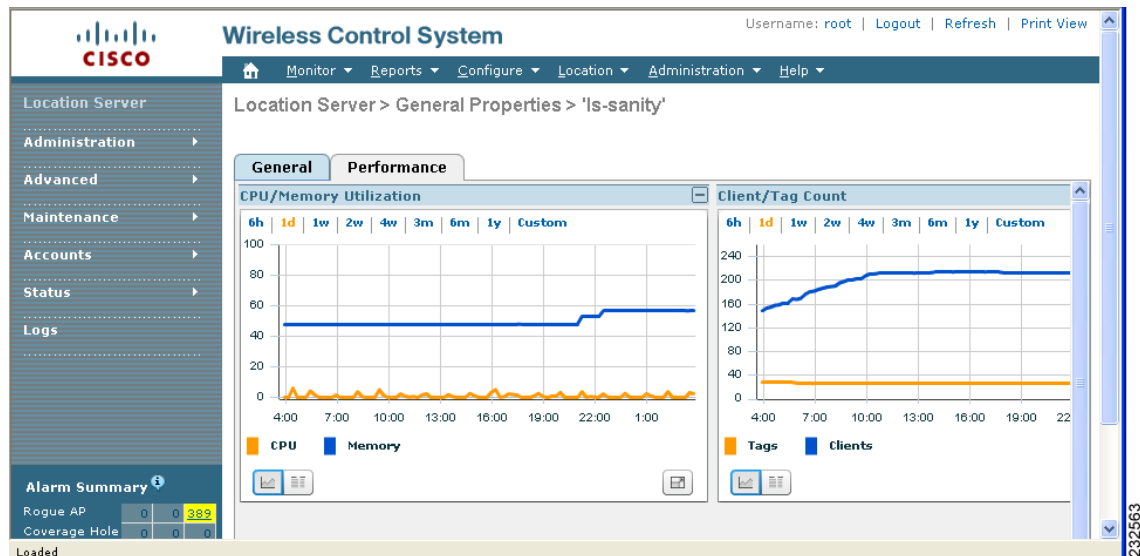 Username: root | Logout | Refresh | Print View
CISCO
Wireless Control System
Monitor Reports Configure Location Administration Help
Location Server
Administration
Advanced
Maintenance
Accounts
Status
Logs
Location Server > General Properties > 'ls-sanity'
General Performance
CPU/Memory Utilization
6h | 1d | 1w | 2w | 4w | 3m | 6m | 1y | Custom
100
80
60
40
20
0
4:00 7:00 10:00 13:00 16:00 19:00 22:00 1:00
CPU Memory
Client/Tag Count
6h | 1d | 1w | 2w | 4w | 3m | 6m | 1y | Custom
240
200
160
120
80
40
0
4:00 7:00 10:00 13:00 16:00 19:00 22
Tags Clients
Alarm Summary
Rogue AP 0 0 389
Coverage Hole 0 0 0
Loaded
232563